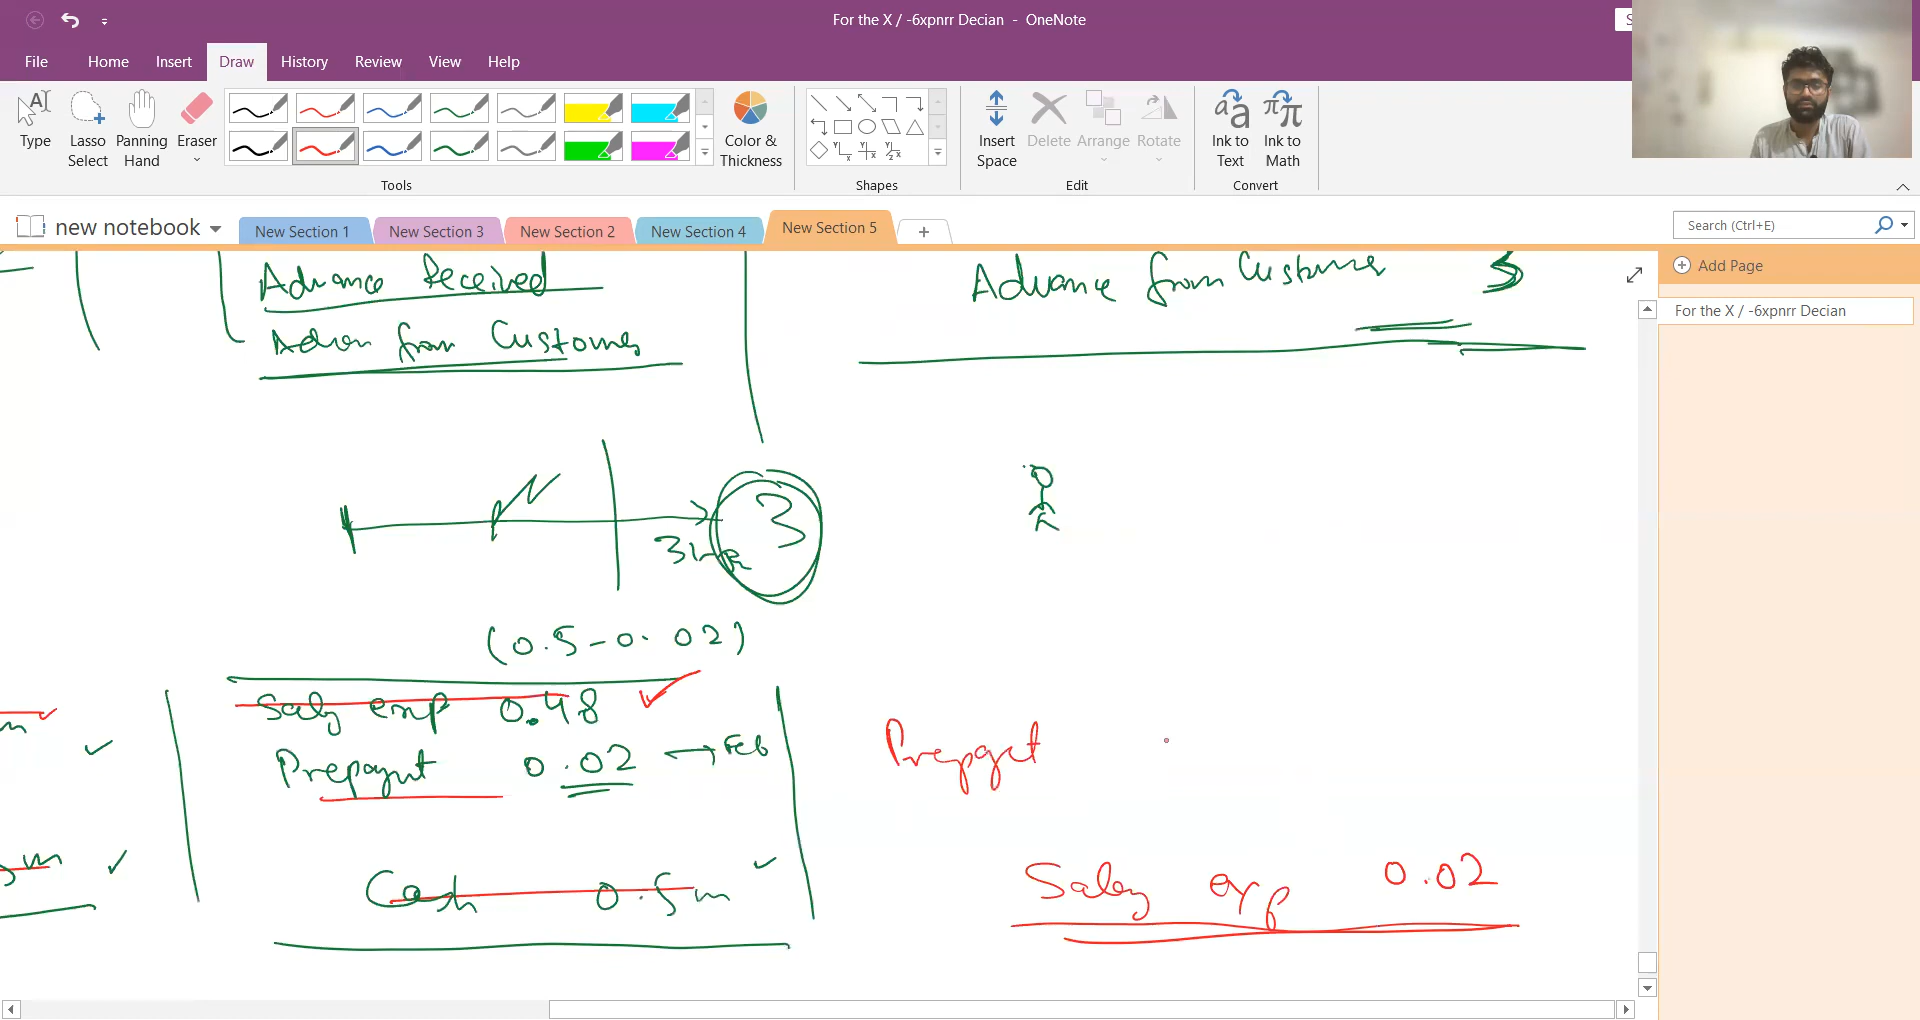 For the X / -6xpnrr Decian - OneNote
S
File Home Insert Draw History Review View Help
Type
Lasso Select
Panning Hand
Eraser
Color & Thickness
Insert Space
Delete
Arrange
Rotate
Ink to Text
Ink to Math
Tools
Shapes
Edit
Convert
new notebook
New Section 1
New Section 3
New Section 2
New Section 4
New Section 5
Search (Ctrl+E)
Add Page
For the X / -6xpnrr Decian
Advance Received
from Customer
Advance from Customer 3
3
(0.5-0.02)
Salary exp 0.48
Prepaymt 0.02 Feb
Cash 0.5m
m
m
Salary exp 0.02